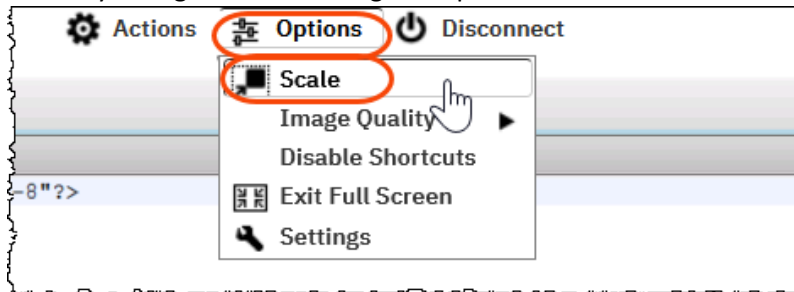 Actions Options Disconnect
Scale
Image Quality
Disable Shortcuts
-8"?>
Exit Full Screen
Settings